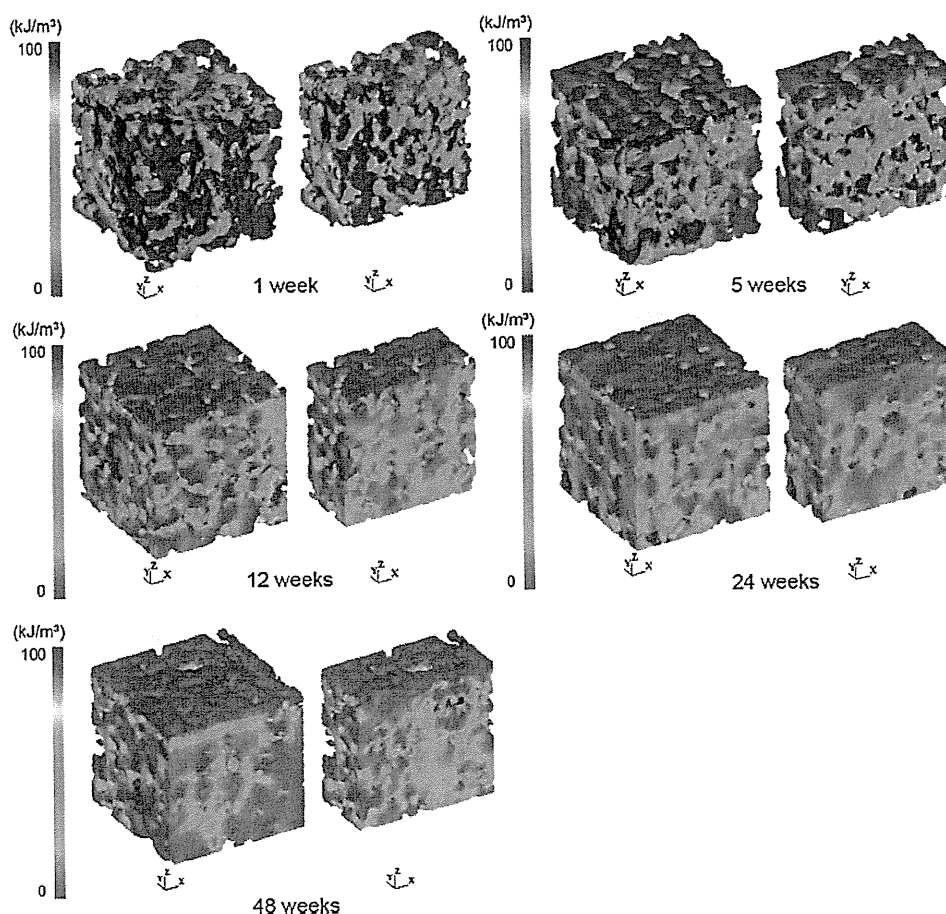 (kJ/m³)
100
0
Y Z X
1 week
Y Z X
(kJ/m³)
100
0
Y Z X
5 weeks
Y Z X
(kJ/m³)
100
0
Y Z X
12 weeks
Y Z X
(kJ/m³)
100
0
Y Z X
24 weeks
Y Z X
(kJ/m³)
100
0
Y Z X
48 weeks
Y Z X